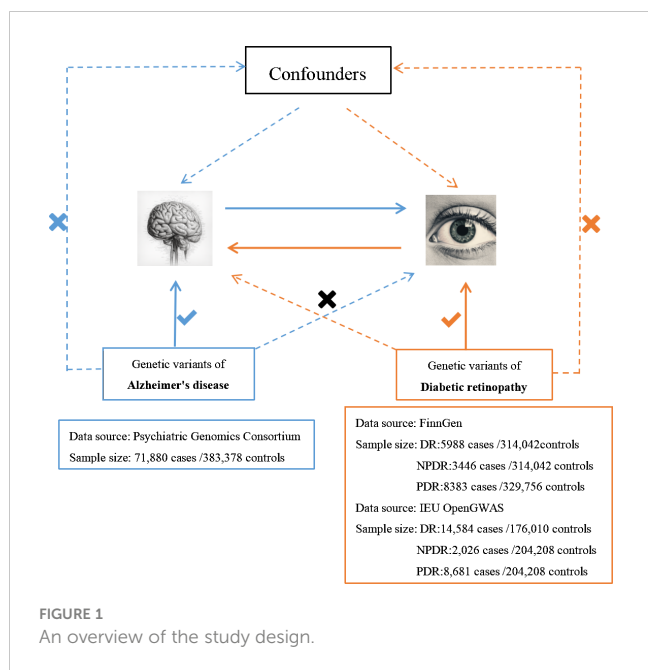 Confounders
Genetic variants of
Alzheimer's disease
Genetic variants of
Diabetic retinopathy
Data source: Psychiatric Genomics Consortium
Sample size: 71,880 cases /383,378 controls
Data source: FinnGen
Sample size: DR:5988 cases /314,042controls
NPDR:3446 cases /314,042 controls
PDR:8383 cases /329,756 controls
Data source: IEU OpenGWAS
Sample size: DR:14,584 cases /176,010 controls
NPDR:2,026 cases /204,208 controls
PDR:8,681 cases /204,208 controls
FIGURE 1
An overview of the study design.